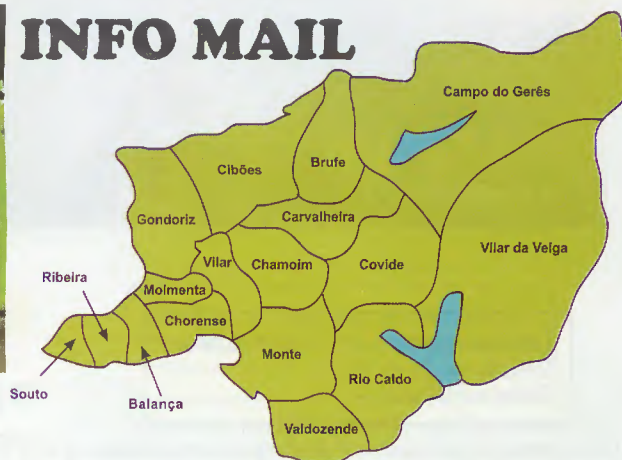 INFO MAIL
Campo do Gerês
Cibões
Brufe
Gondoriz
Carvalheira
Vilar da Veiga
Vilar
Chamoim
Covide
Ribeira
Moimenta
Chorense
Monte
Rio Caldo
Souto
Balança
Valdozende